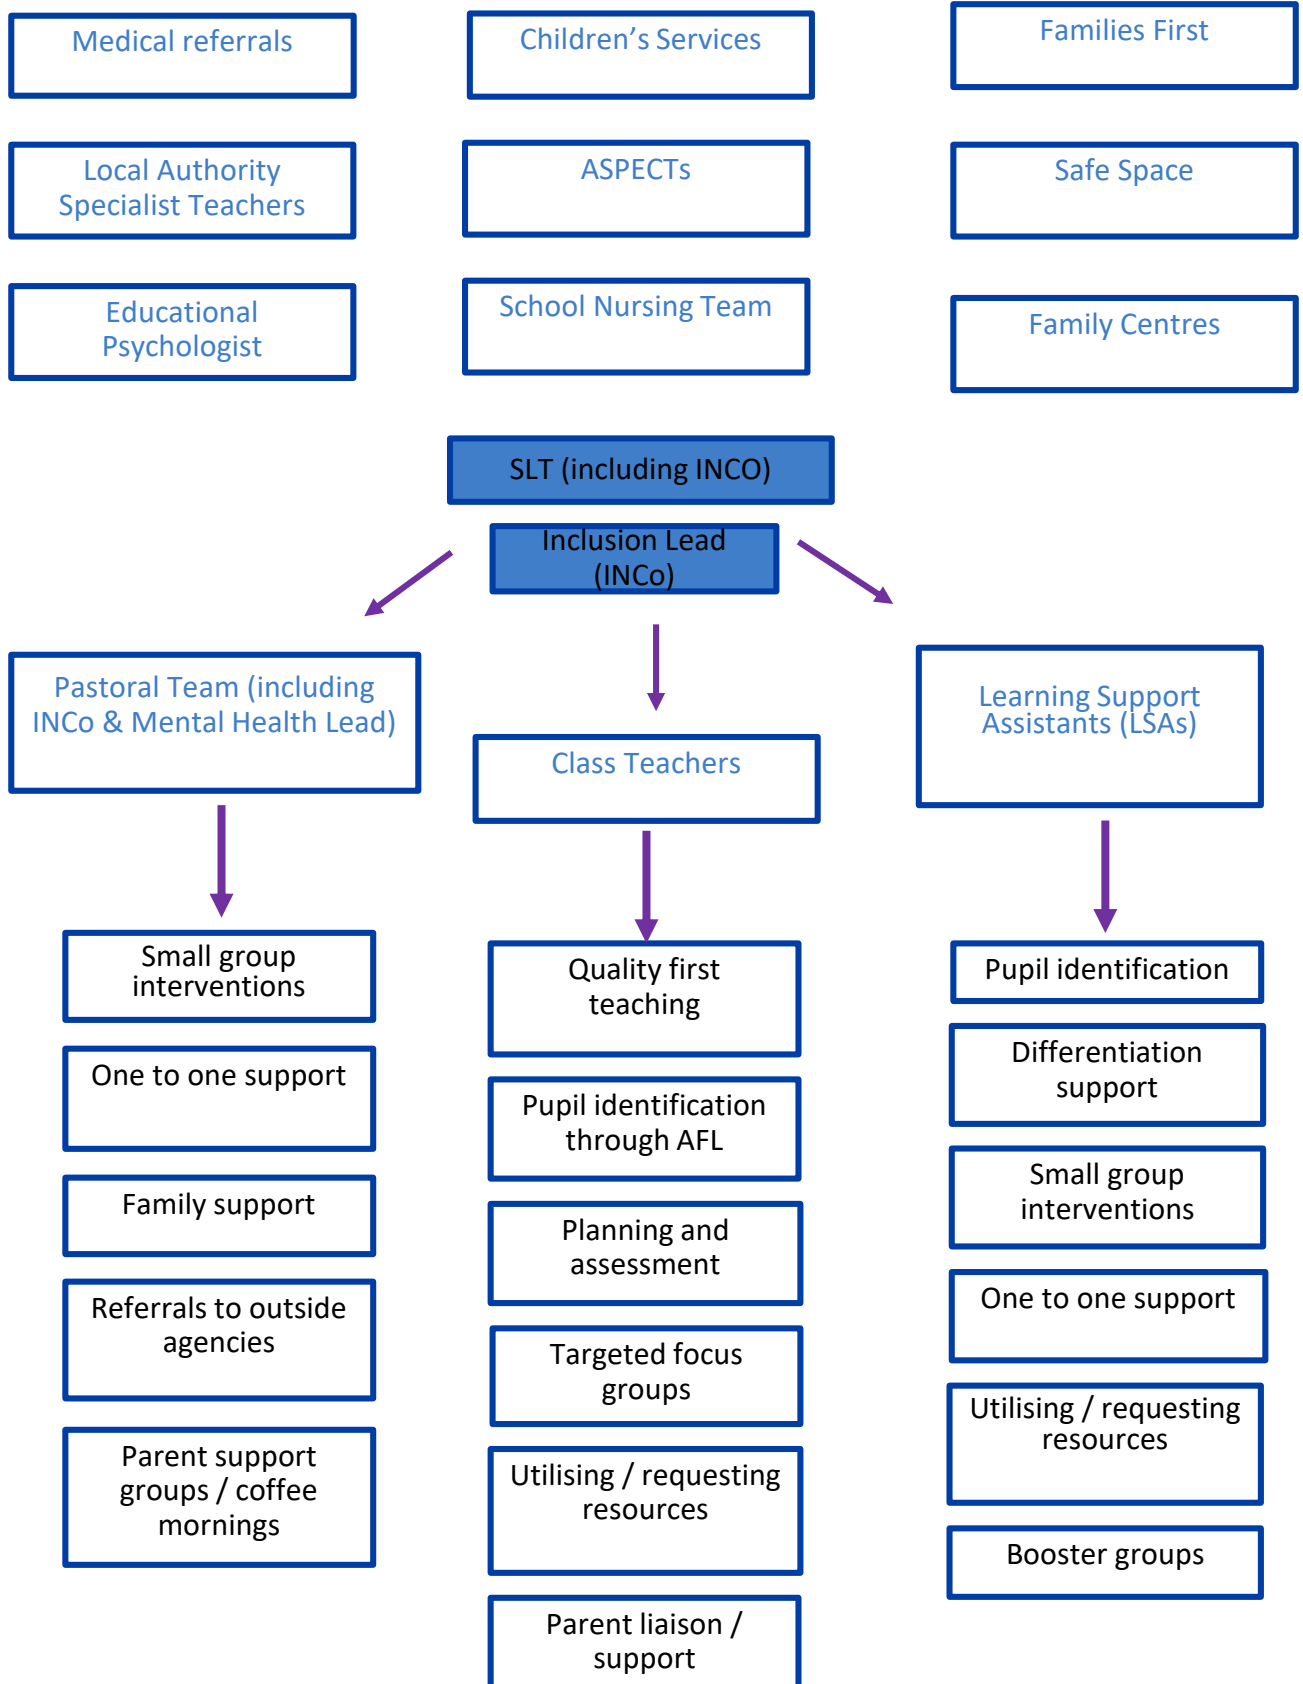 Medical referrals
Children’s Services
Families First
Local Authority
Specialist Teachers
ASPECTs
Safe Space
Educational
Psychologist
School Nursing Team
Family Centres
SLT (including INCO)
Inclusion Lead
(INCo)
Pastoral Team (including
INCo & Mental Health Lead)
Class Teachers
Learning Support
Assistants (LSAs)
Small group
interventions
One to one support
Family support
Referrals to outside
agencies
Parent support
groups / coffee
mornings
Quality first
teaching
Pupil identification
through AFL
Planning and
assessment
Targeted focus
groups
Utilising / requesting
resources
Parent liaison /
support
Pupil identification
Differentiation
support
Small group
interventions
One to one support
Utilising / requesting
resources
Booster groups